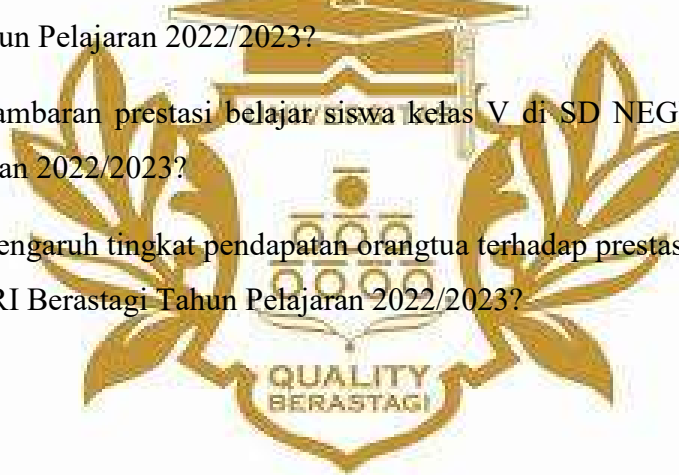 un Pelajaran 2022/2023?
ambaran prestasi belajar siswa kelas V di SD NEG
an 2022/2023?
engaruh tingkat pendapatan orangtua terhadap prestas
RI Berastagi Tahun Pelajaran 2022/2023?
QUALITY
BERASTAGI